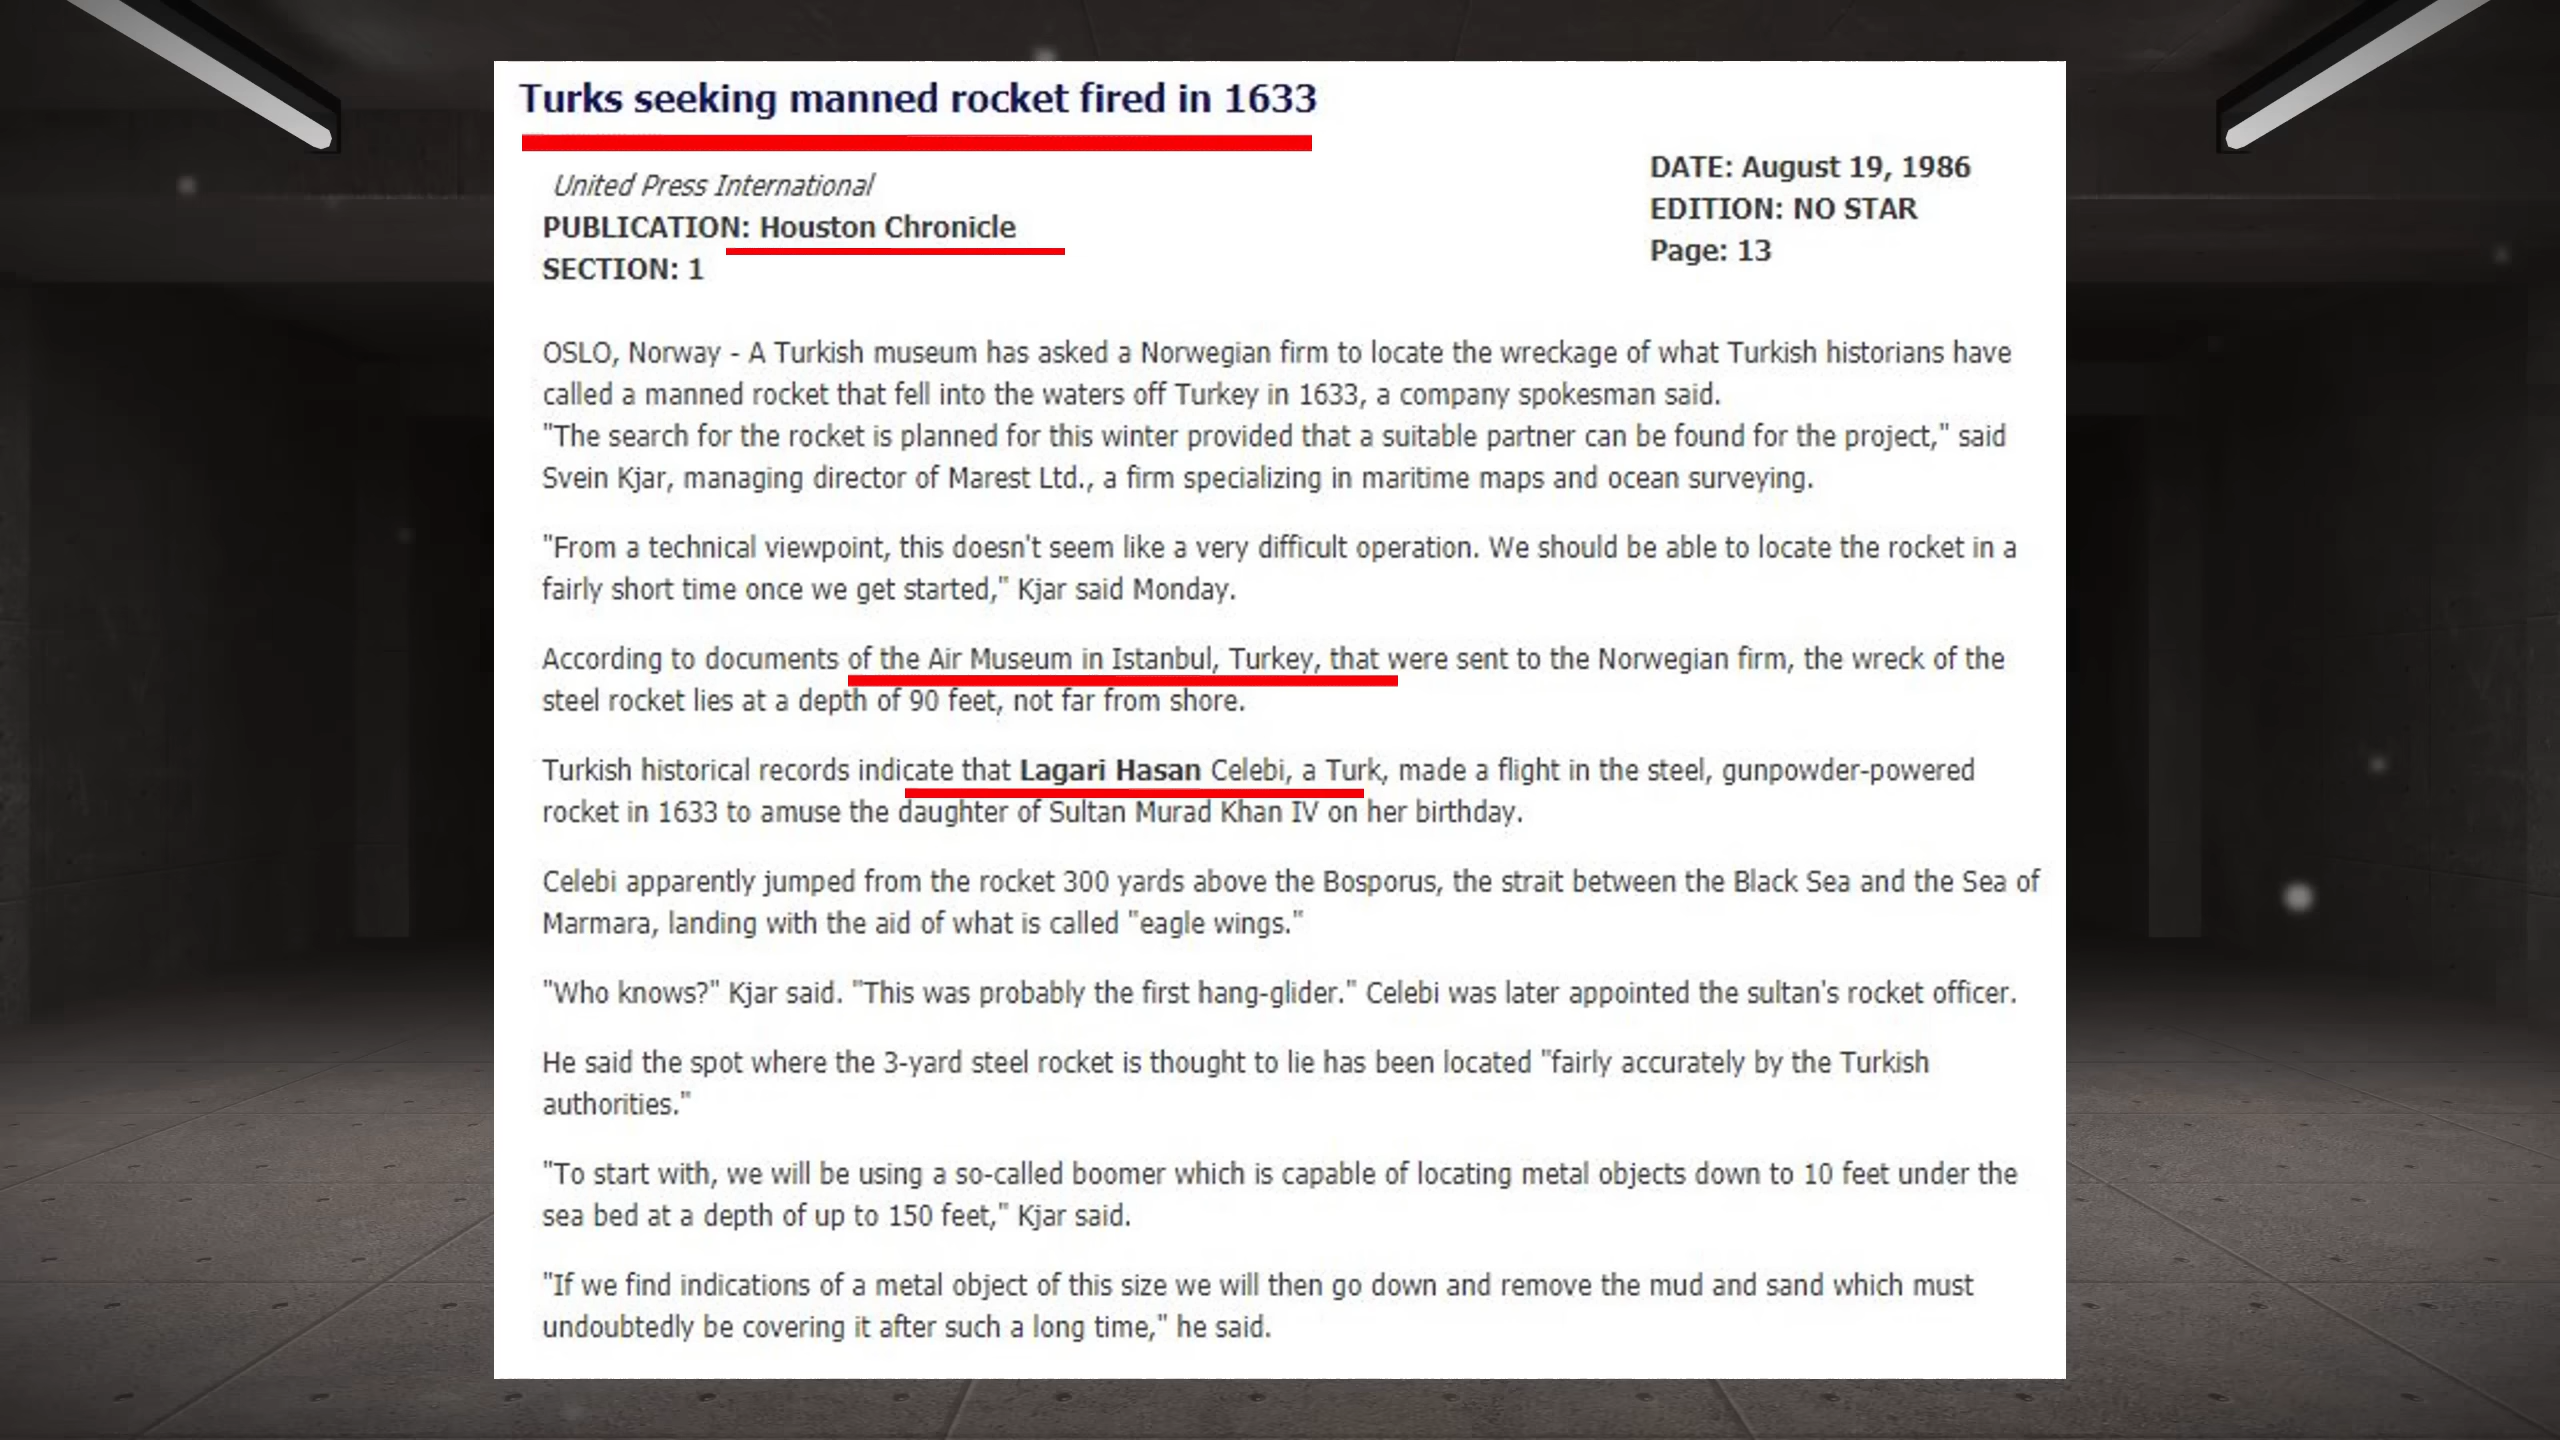 Turks seeking manned rocket fired in 1633
United Press International
PUBLICATION: Houston Chronicle
SECTION: 1
DATE: August 19, 1986
EDITION: NO STAR
Page: 13
OSLO, Norway - A Turkish museum has asked a Norwegian firm to locate the wreckage of what Turkish historians have
called a manned rocket that fell into the waters off Turkey in 1633, a company spokesman said.
"The search for the rocket is planned for this winter provided that a suitable partner can be found for the project," said
Svein Kjar, managing director of Marest Ltd., a firm specializing in maritime maps and ocean surveying.
"From a technical viewpoint, this doesn't seem like a very difficult operation. We should be able to locate the rocket in a
fairly short time once we get started," Kjar said Monday.
According to documents of the Air Museum in Istanbul, Turkey, that were sent to the Norwegian firm, the wreck of the
steel rocket lies at a depth of 90 feet, not far from shore.
Turkish historical records indicate that Lagari Hasan Celebi, a Turk, made a flight in the steel, gunpowder-powered
rocket in 1633 to amuse the daughter of Sultan Murad Khan IV on her birthday.
Celebi apparently jumped from the rocket 300 yards above the Bosporus, the strait between the Black Sea and the Sea of
Marmara, landing with the aid of what is called "eagle wings."
"Who knows?" Kjar said. "This was probably the first hang-glider." Celebi was later appointed the sultan's rocket officer.
He said the spot where the 3-yard steel rocket is thought to lie has been located "fairly accurately by the Turkish
authorities."
"To start with, we will be using a so-called boomer which is capable of locating metal objects down to 10 feet under the
sea bed at a depth of up to 150 feet," Kjar said.
"If we find indications of a metal object of this size we will then go down and remove the mud and sand which must
undoubtedly be covering it after such a long time," he said.